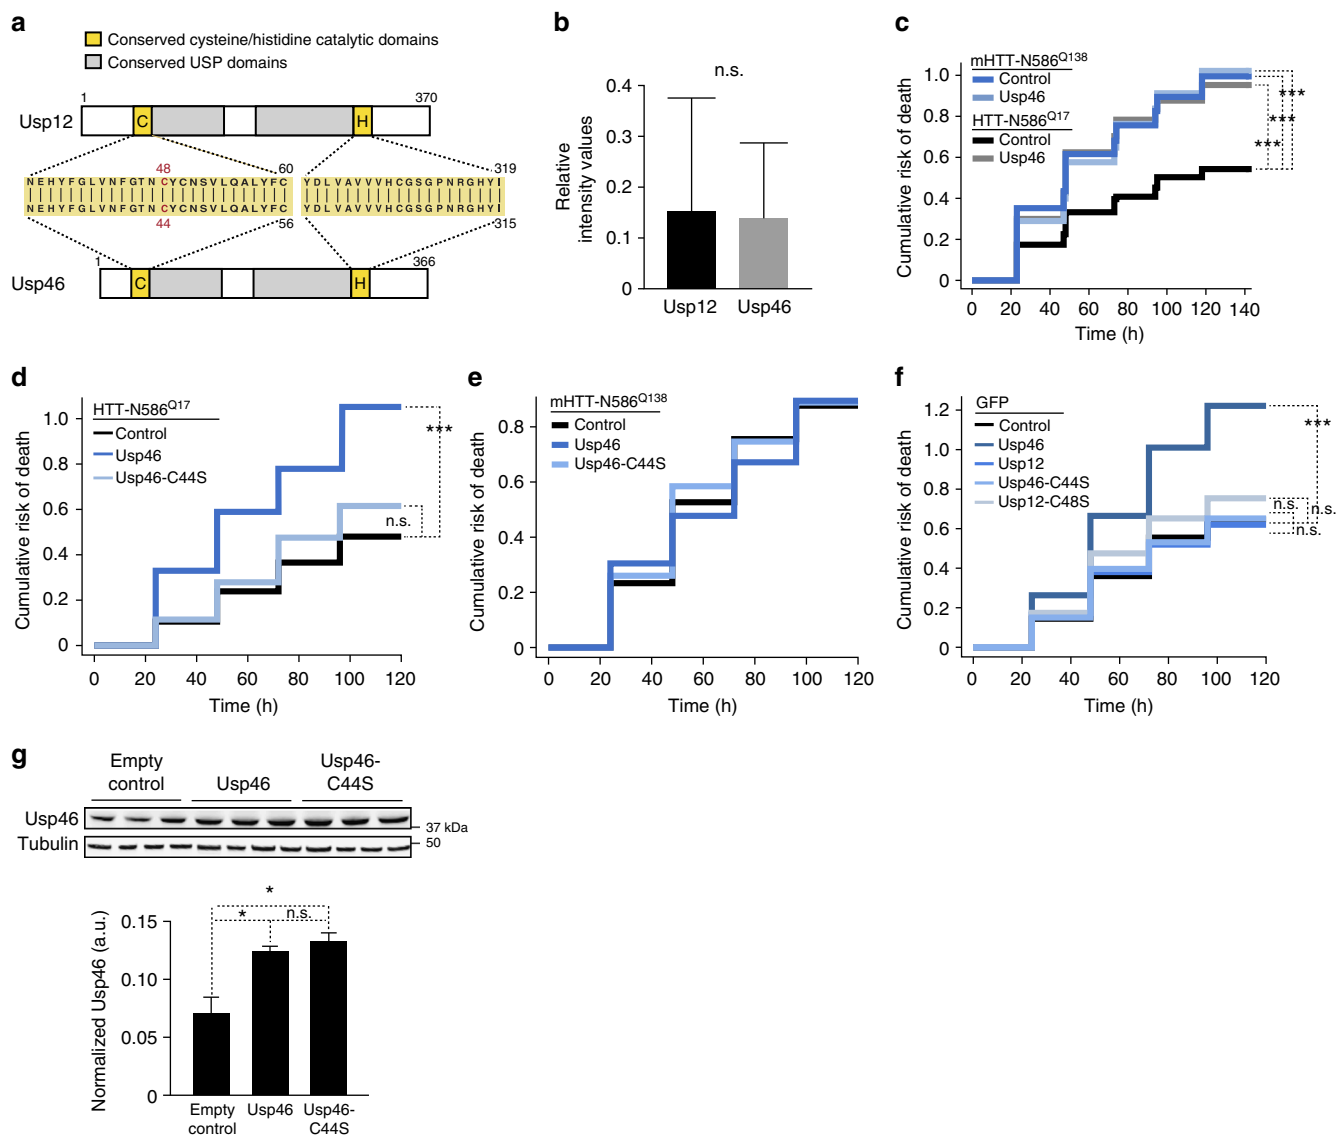 a
Conserved cysteine/histidine catalytic domains
Conserved USP domains
1
370
Usp12
C
H
48
60
319
NEHYFGLVNFGTNCYCNSVLQALYFC
YDLVAVVVHCGSGPNRGHYI
NEHYFGLVNFGTNCYCNSVLQALYFC
YDLVAVVVHCGSGPNRGHYI
44
56
315
1
366
Usp46
C
H
b
n.s.
Relative
intensity values
0.4
0.3
0.2
0.1
0
Usp12
Usp46
c
mHTT-N586Q138
Control
Usp46
HTT-N586Q17
Control
Usp46
***
***
***
Cumulative risk of death
1.0
0.8
0.6
0.4
0.2
0
0 20 40 60 80 100 120 140
Time (h)
d
HTT-N586Q17
Control
Usp46
Usp46-C44S
***
n.s.
Cumulative risk of death
1.0
0.8
0.6
0.4
0.2
0
0 20 40 60 80 100 120
Time (h)
e
mHTT-N586Q138
Control
Usp46
Usp46-C44S
Cumulative risk of death
0.8
0.6
0.4
0.2
0
0 20 40 60 80 100 120
Time (h)
f
GFP
Control
Usp46
Usp12
Usp46-C44S
Usp12-C48S
***
n.s.
n.s.
n.s.
Cumulative risk of death
1.2
1.0
0.8
0.6
0.4
0.2
0
0 20 40 60 80 100 120
Time (h)
g
Empty
control
Usp46
Usp46-
C44S
Usp46
37 kDa
Tubulin
50
*
*
n.s.
Normalized Usp46 (a.u.)
0.15
0.10
0.05
0
Empty
control
Usp46
Usp46-
C44S